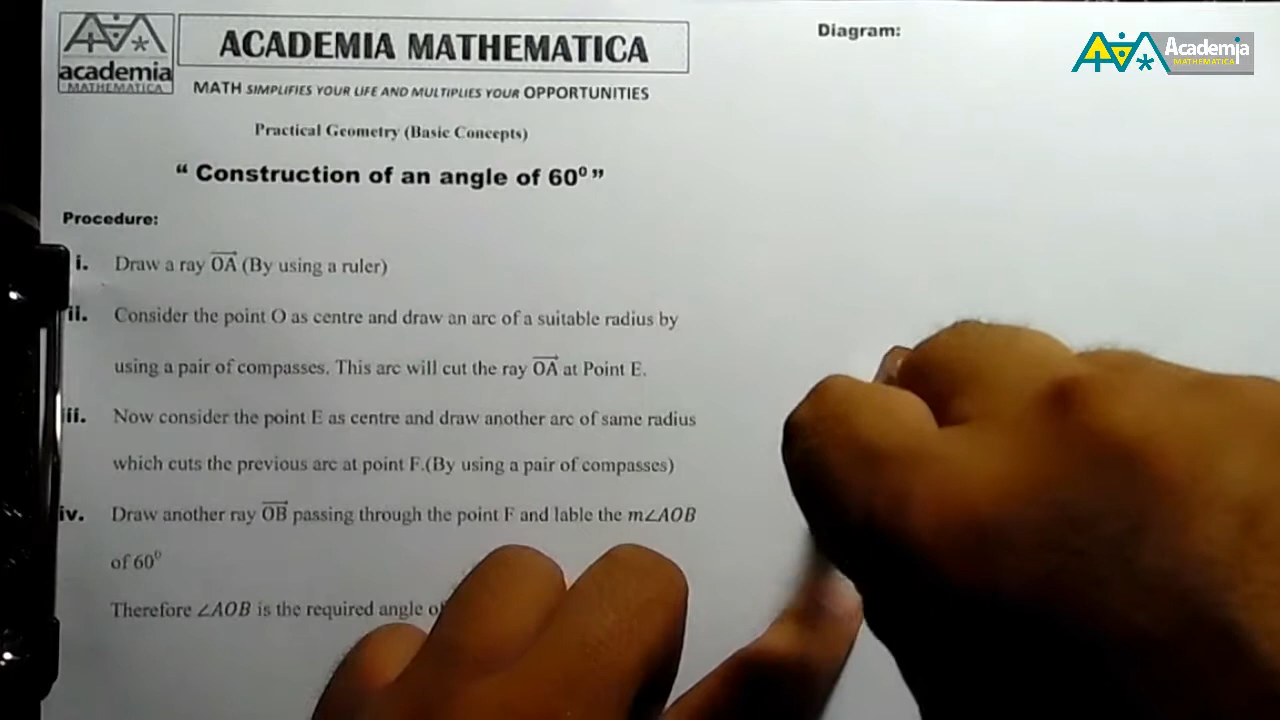 academia
MATHEMATICA
ACADEMIA MATHEMATICA
MATH SIMPLIFIES YOUR LIFE AND MULTIPLIES YOUR OPPORTUNITIES
Practical Geometry (Basic Concepts)
“ Construction of an angle of 60⁰ ”
Procedure:
i. Draw a ray OA (By using a ruler)
ii. Consider the point O as centre and draw an arc of a suitable radius by
using a pair of compasses. This arc will cut the ray OA at Point E.
iii. Now consider the point E as centre and draw another arc of same radius
which cuts the previous arc at point F.(By using a pair of compasses)
iv. Draw another ray OB passing through the point F and lable the m∠AOB
of 60⁰
Therefore ∠AOB is the required angle
Diagram:
Academia
MATHEMATICA